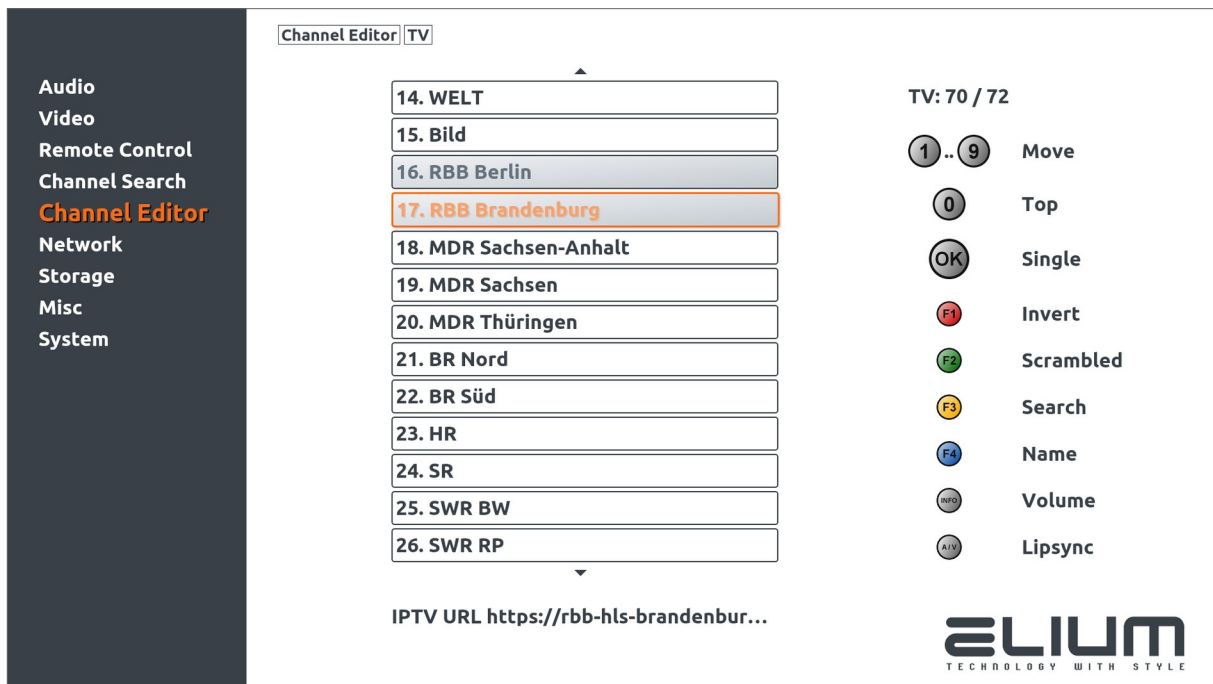 Channel Editor TV
Audio
Video
Remote Control
Channel Search
Channel Editor
Network
Storage
Misc
System
14. WELT
15. Bild
16. RBB Berlin
17. RBB Brandenburg
18. MDR Sachsen-Anhalt
19. MDR Sachsen
20. MDR Thüringen
21. BR Nord
22. BR Süd
23. HR
24. SR
25. SWR BW
26. SWR RP
IPTV URL https://rbb-hls-brandenbur...
TV: 70 / 72
1 .. 9 Move
0 Top
OK Single
F1 Invert
F2 Scrambled
F3 Search
F4 Name
INFO Volume
A/V Lipsync
ELIUM
TECHNOLOGY WITH STYLE